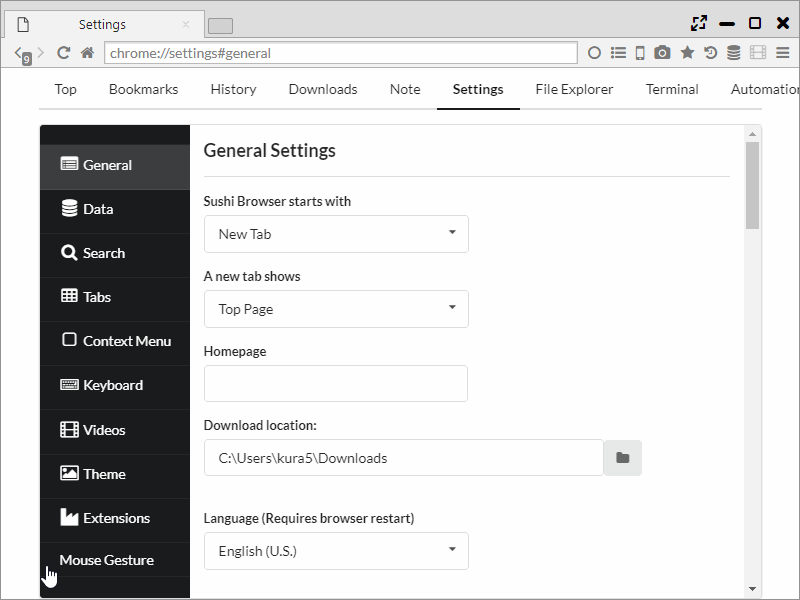 Settings
9
chrome://settings#general
Top Bookmarks History Downloads Note Settings File Explorer Terminal Automation
General
Data
Search
Tabs
Context Menu
Keyboard
Videos
Theme
Extensions
Mouse Gesture
General Settings
Sushi Browser starts with
New Tab
A new tab shows
Top Page
Homepage
Download location:
C:\Users\kura5\Downloads
Language (Requires browser restart)
English (U.S.)